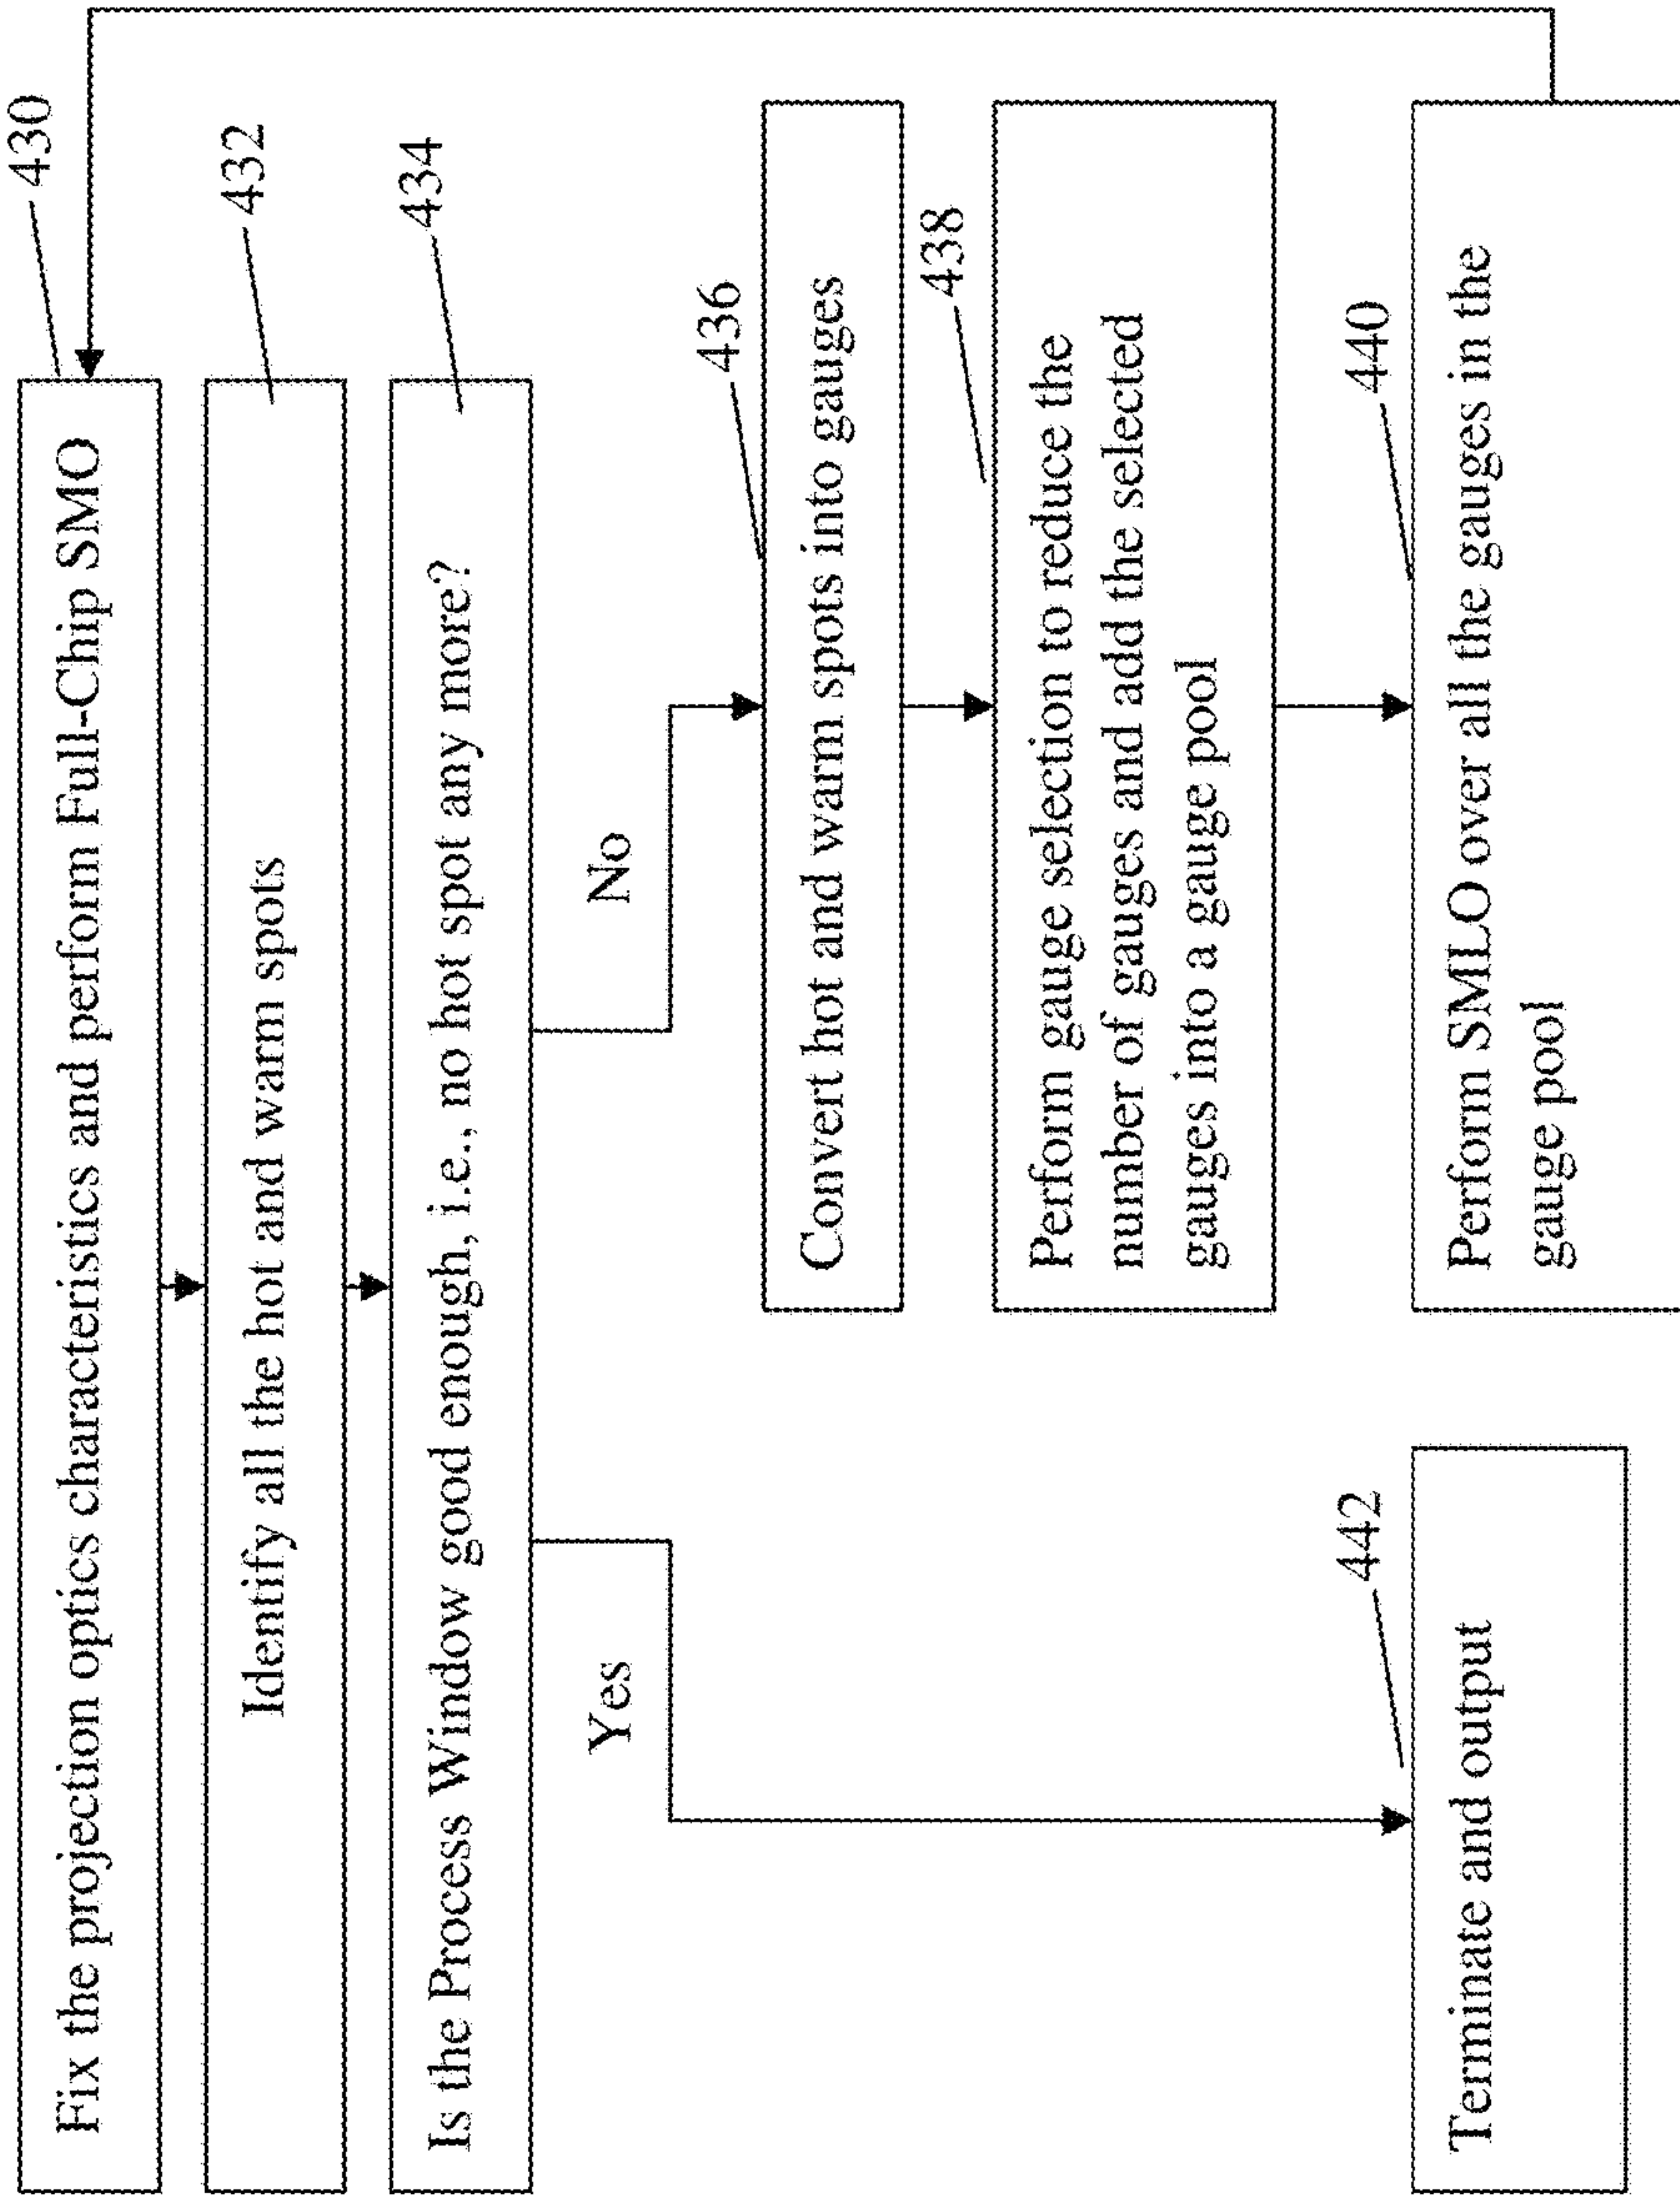 Fix the projection optics characteristics and perform Full-Chip SMO
430
Identify all the hot and warm spots
432
Is the Process Window good enough, i.e., no hot spot any more?
434
Yes
No
Convert hot and warm spots into gauges
436
Perform gauge selection to reduce the
number of gauges and add the selected
gauges into a gauge pool
438
Perform SMLO over all the gauges in the
gauge pool
440
Terminate and output
442